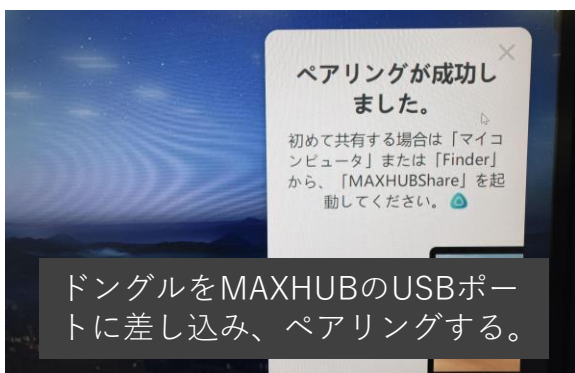 ペアリングが成功し
ました。
初めて共有する場合は「マイコ
ンピュータ」または「Finder」
から、「MAXHUBShare」を起
動してください。
ドングルをMAXHUBのUSBポー
トに差し込み、ペアリングする。